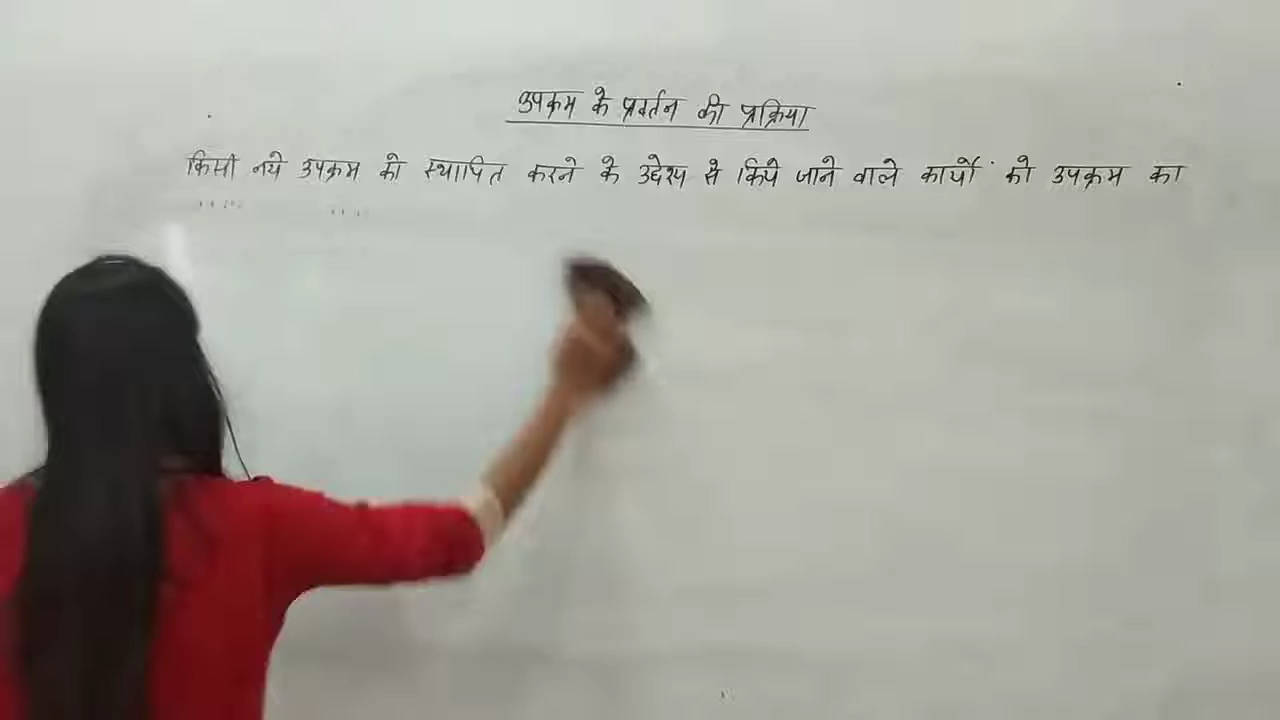 उपक्रम के प्रवर्तन की प्रक्रिया
किसी नये उपक्रम को स्थापित करने के उद्देश्य से किये जाने वाले कार्यों को उपक्रम का